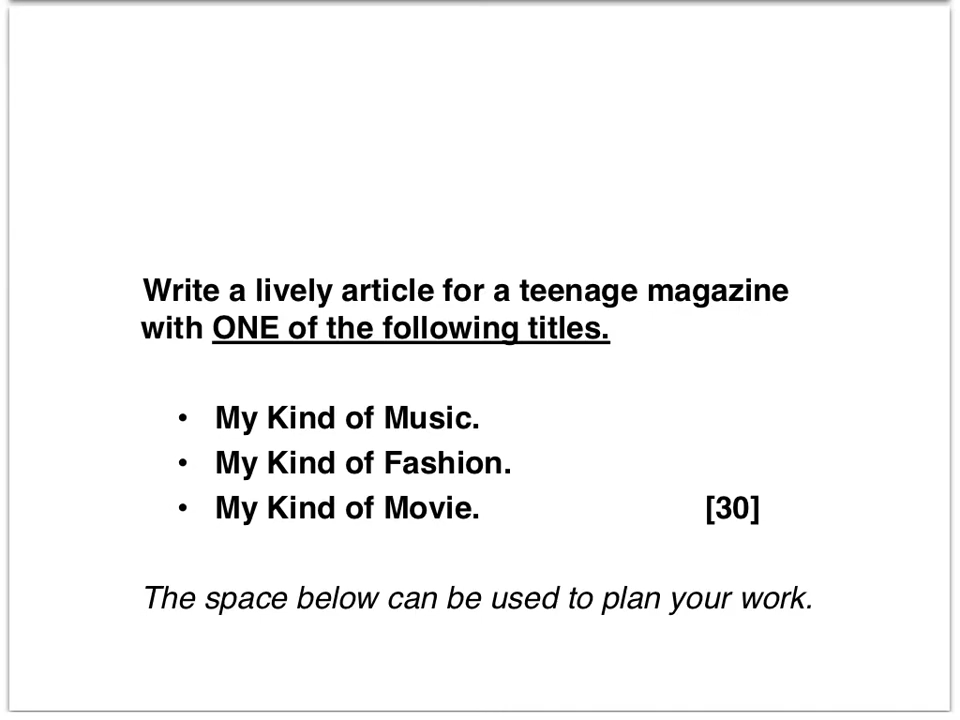 Write a lively article for a teenage magazine
with ONE of the following titles.
• My Kind of Music.
• My Kind of Fashion.
• My Kind of Movie. [30]
The space below can be used to plan your work.